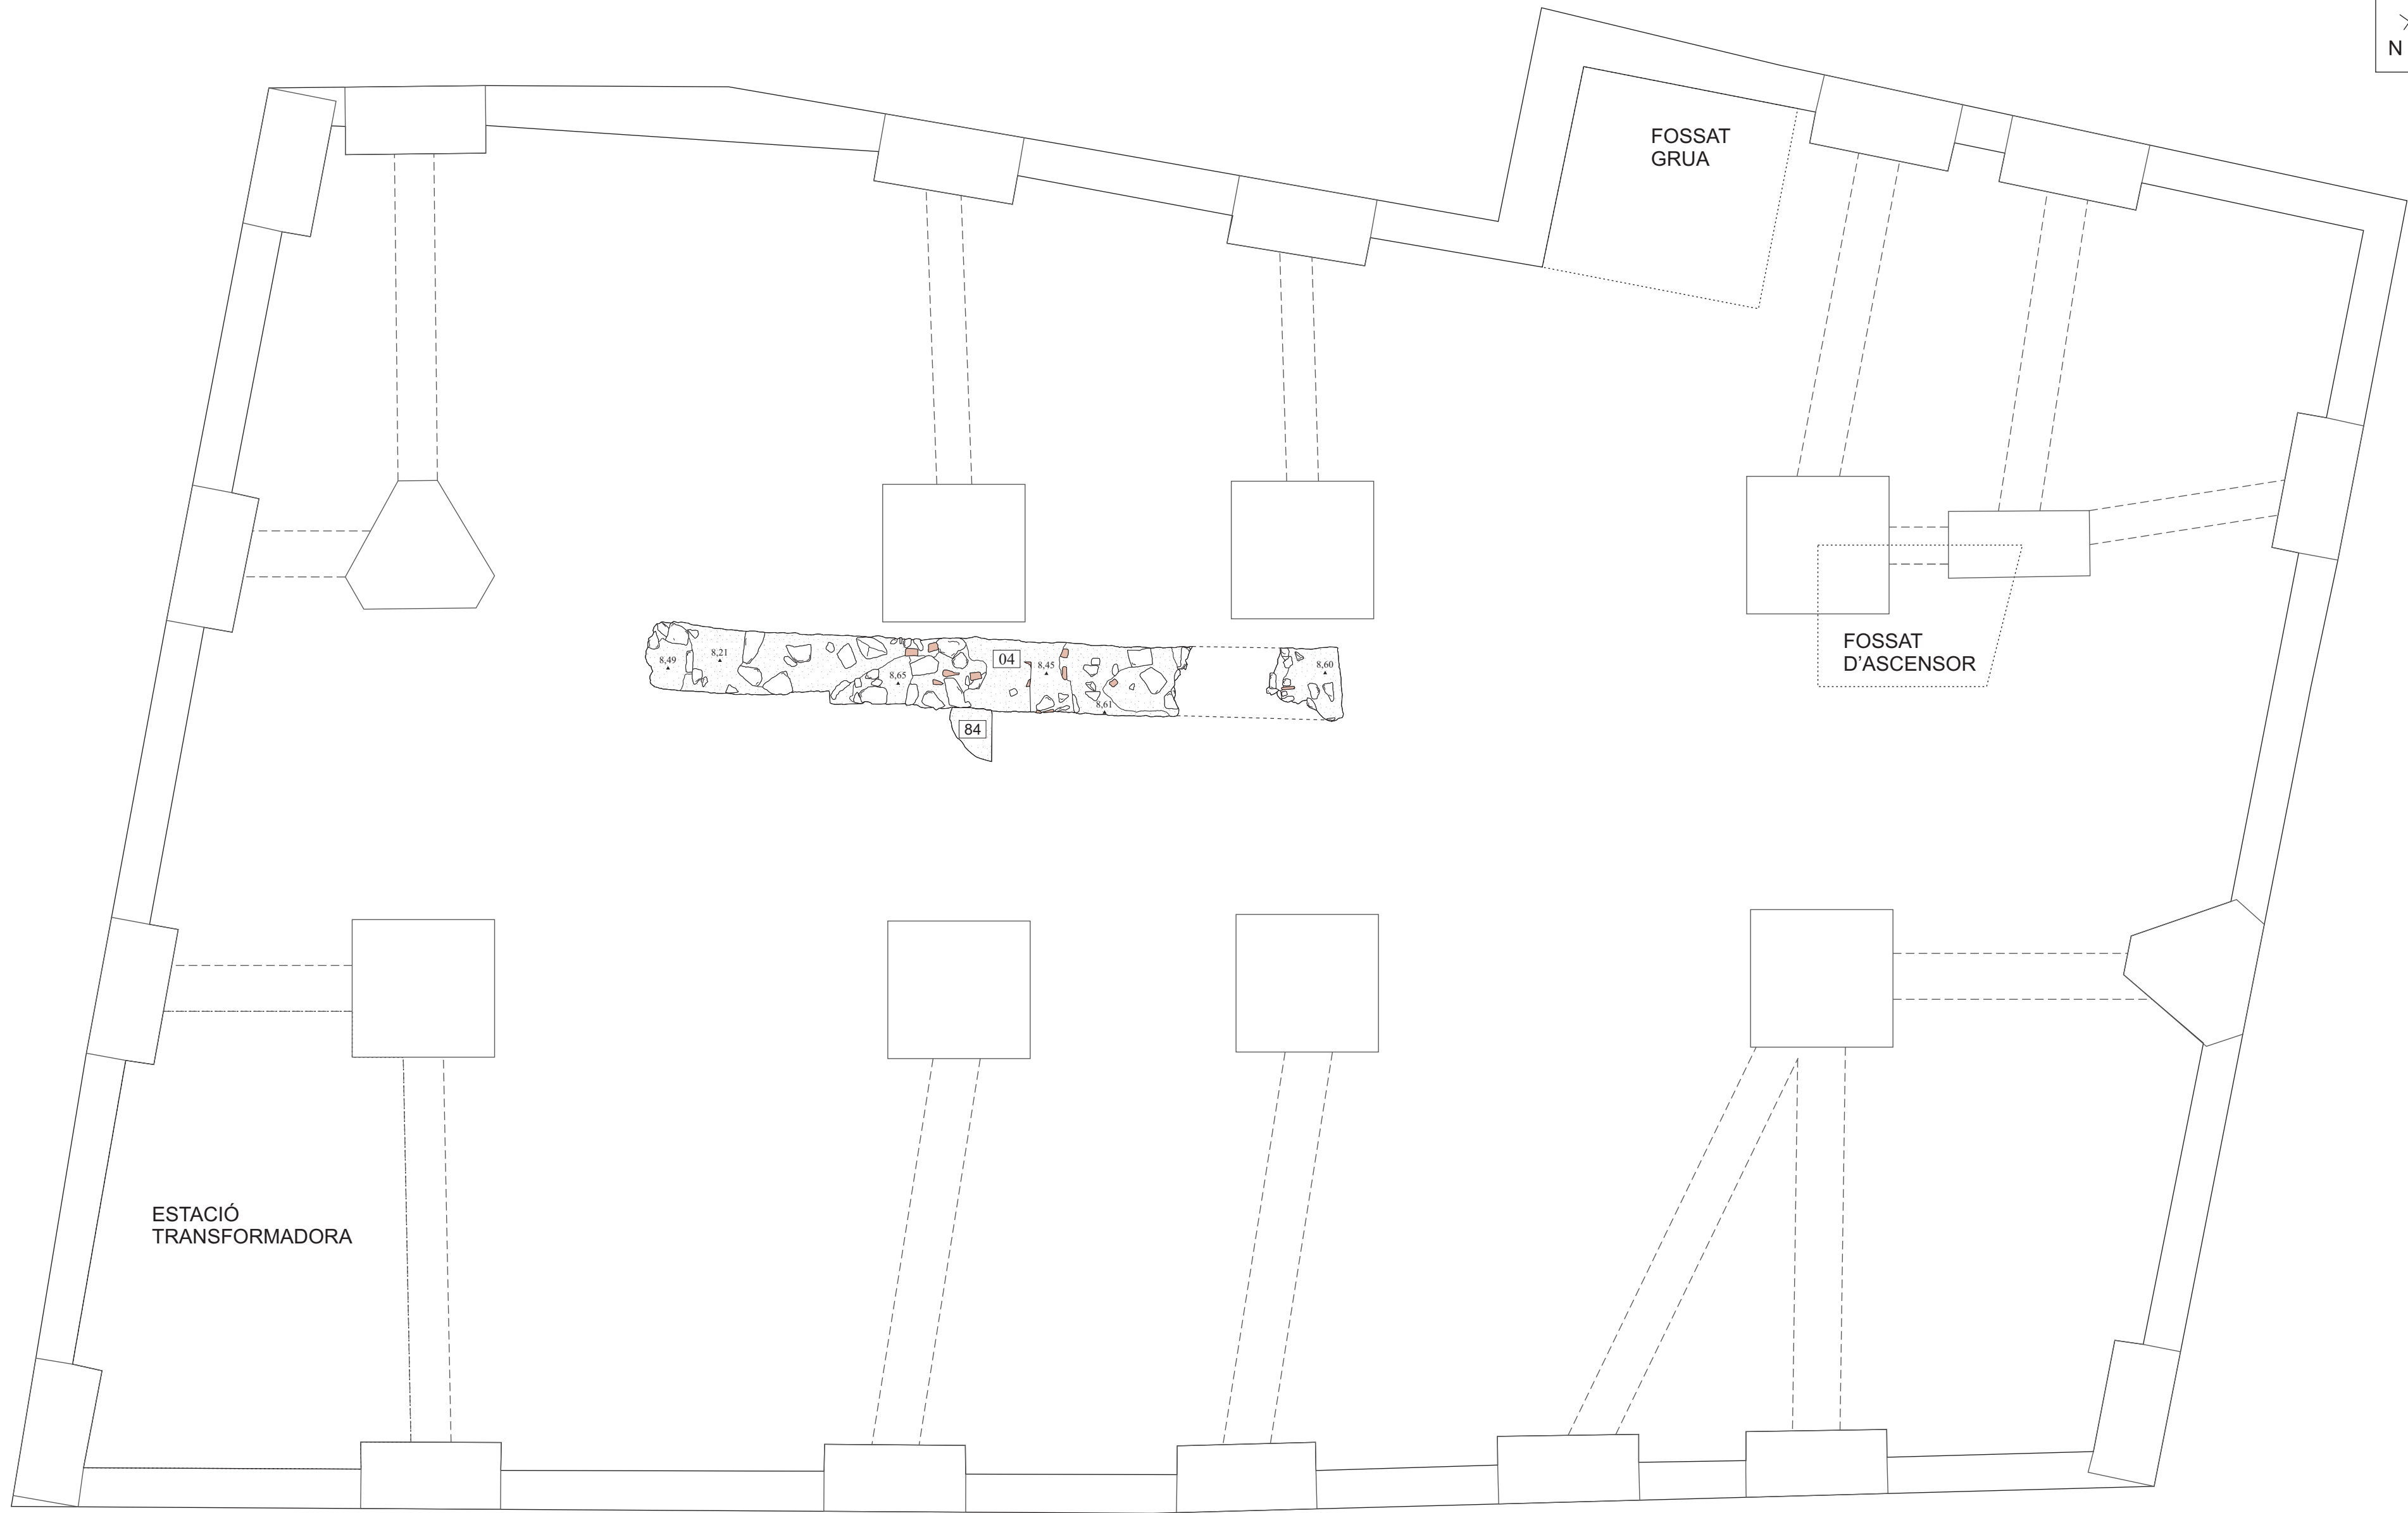 N
FOSSAT
GRUA
FOSSAT
D'ASCENSOR
8,49
8,21
8,65
04
8,45
8,61
8,60
84
ESTACIÓ
TRANSFORMADORA